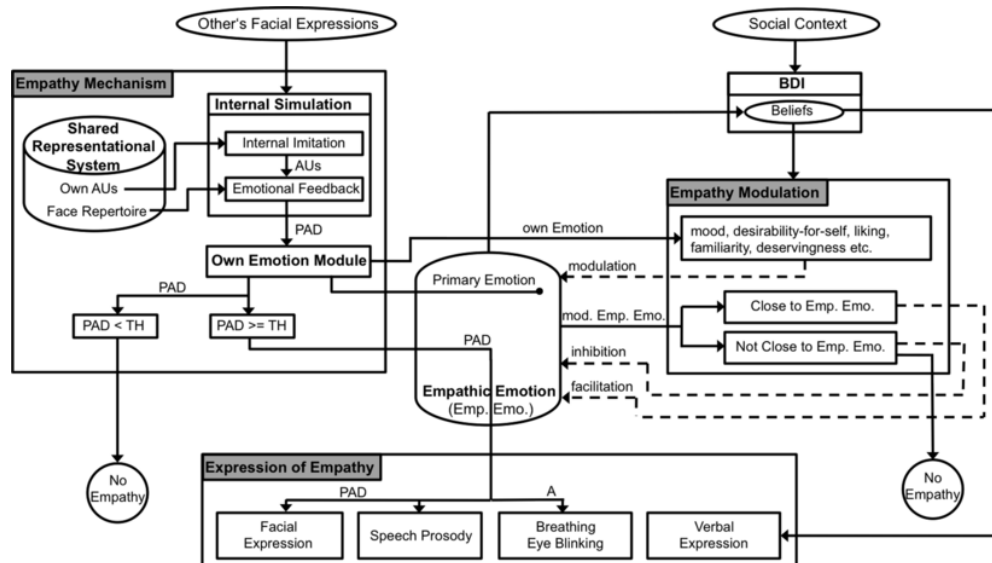 Other's Facial Expressions
Social Context
Empathy Mechanism
BDI
Beliefs
Internal Simulation
Shared
Representational
System
Internal Imitation
AUs
Own AUs
Emotional Feedback
Face Repertoire
PAD
Own Emotion Module
own Emotion
Empathy Modulation
mood, desirability-for-self, liking,
familiarity, deservingness etc.
modulation
Primary Emotion
PAD
PAD < TH
PAD >= TH
PAD
mod. Emp. Emo.
Close to Emp. Emo.
Not Close to Emp. Emo.
inhibition
facilitation
Empathic Emotion
(Emp. Emo.)
No
Empathy
No
Empathy
Expression of Empathy
PAD
A
Facial
Expression
Speech Prosody
Breathing
Eye Blinking
Verbal
Expression